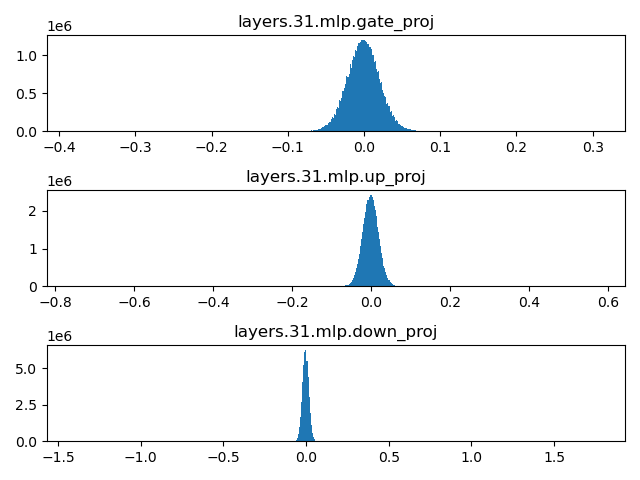 layers.31.mlp.gate_proj
1e6
1.0
0.5
0.0
−0.4 −0.3 −0.2 −0.1 0.0 0.1 0.2 0.3
layers.31.mlp.up_proj
1e6
2
1
0
−0.8 −0.6 −0.4 −0.2 0.0 0.2 0.4 0.6
layers.31.mlp.down_proj
1e6
5.0
2.5
0.0
−1.5 −1.0 −0.5 0.0 0.5 1.0 1.5